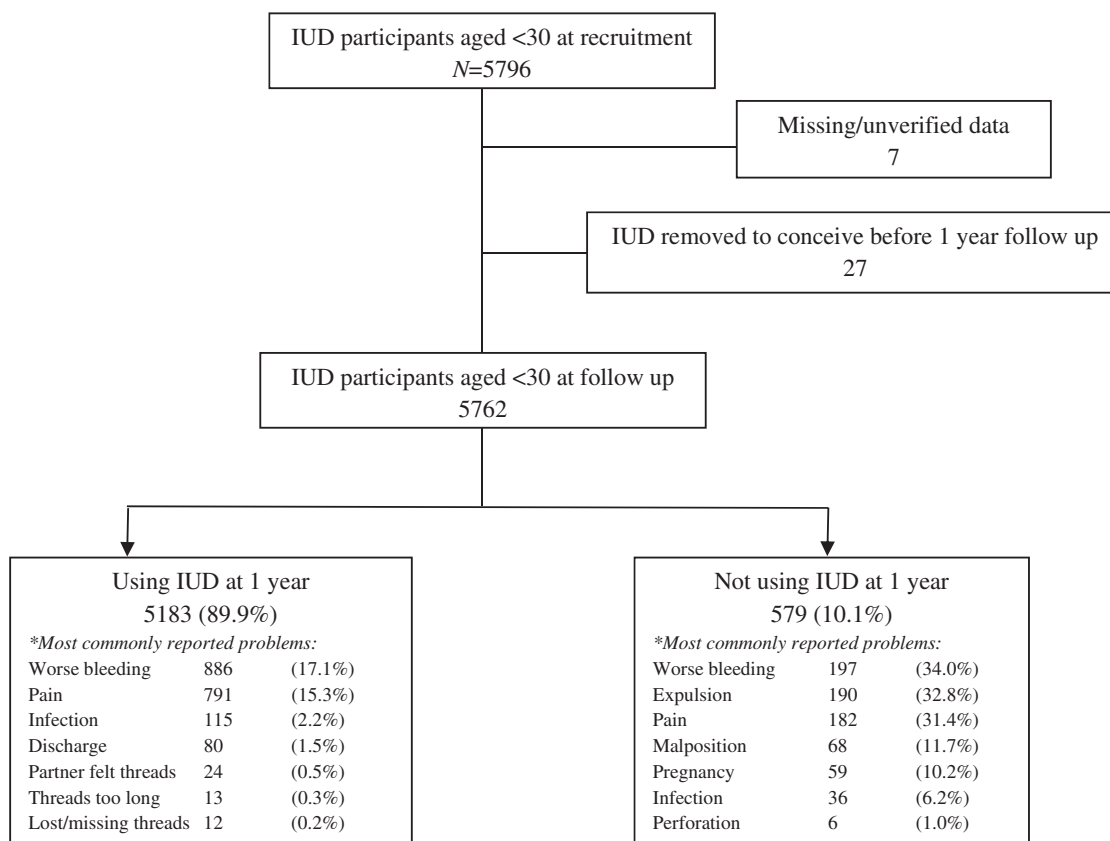 IUD participants aged <30 at recruitment
N=5796
Missing/unverified data
7
IUD removed to conceive before 1 year follow up
27
IUD participants aged <30 at follow up
5762
Using IUD at 1 year
5183 (89.9%)
*Most commonly reported problems:
Worse bleeding 886 (17.1%)
Pain 791 (15.3%)
Infection 115 (2.2%)
Discharge 80 (1.5%)
Partner felt threads 24 (0.5%)
Threads too long 13 (0.3%)
Lost/missing threads 12 (0.2%)
Not using IUD at 1 year
579 (10.1%)
*Most commonly reported problems:
Worse bleeding 197 (34.0%)
Expulsion 190 (32.8%)
Pain 182 (31.4%)
Malposition 68 (11.7%)
Pregnancy 59 (10.2%)
Infection 36 (6.2%)
Perforation 6 (1.0%)